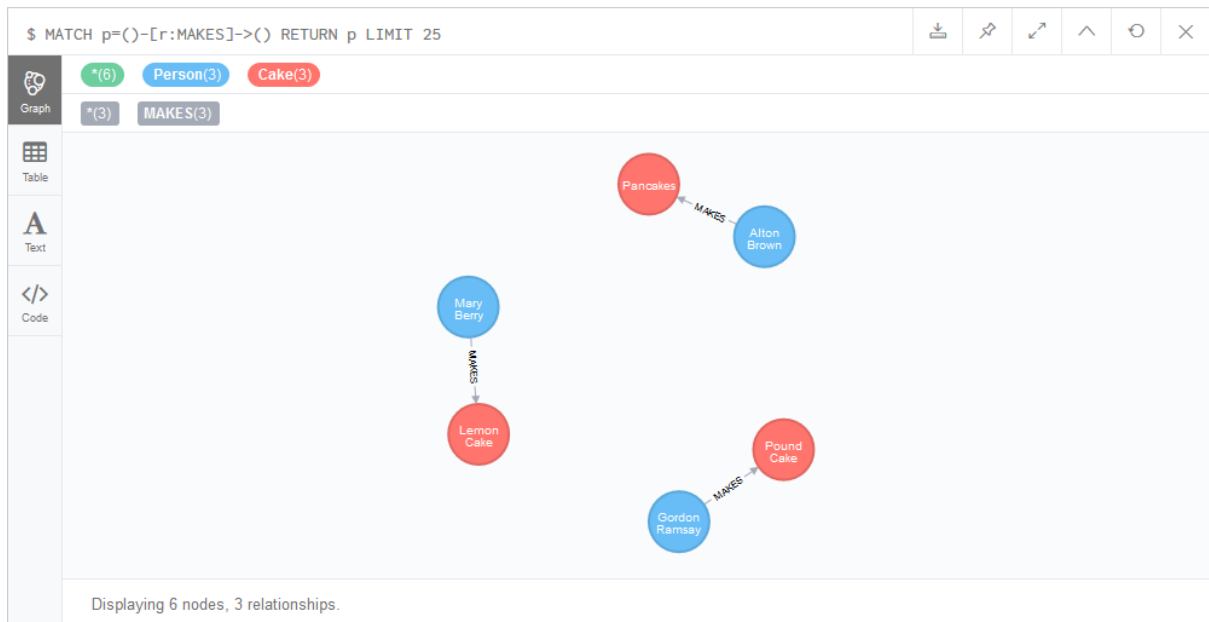 $ MATCH p=()-[r:MAKES]->() RETURN p LIMIT 25
*(6) Person(3) Cake(3)
Graph
*(3) MAKES(3)
Table
A
Text
</>
Code
Pancakes
MAKES
Alton
Brown
Mary
Berry
MAKES
Lemon
Cake
Pound
Cake
MAKES
Gordon
Ramsay
Displaying 6 nodes, 3 relationships.